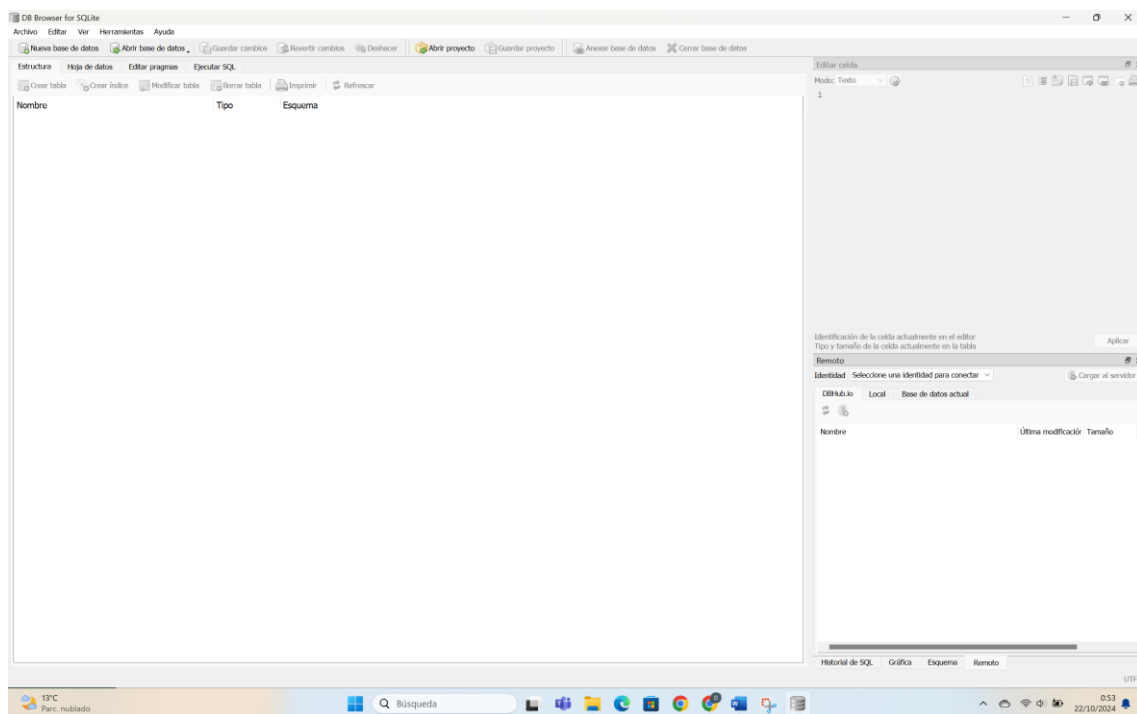 DB Browser for SQLite
Archivo Editar Ver Herramientas Ayuda
Nueva base de datos Abrir base de datos Guardar cambios Revertir cambios Deshacer Abrir proyecto Guardar proyecto Anexar base de datos Cerrar base de datos
Estructura Hoja de datos Editar pragmas Ejecutar SQL
Crear tabla Crear índice Modificar tabla Borrar tabla Imprimir Refrescar
Nombre Tipo Esquema
Editar celda
Modo: Texto
1
Identificación de la celda actualmente en el editor
Tipo y tamaño de la celda actualmente en la tabla
Aplicar
Remoto
Identidad Seleccione una identidad para conectar Cargar al servidor
DBHub.io Local Base de datos actual
Nombre Última modificación Tamaño
Historial de SQL Gráfica Esquema Remoto
UTF
13°C
Parc. nublado
Búsqueda
0:53
22/10/2024